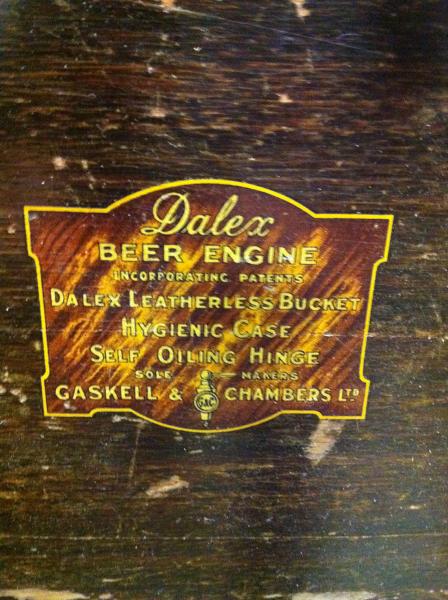 Dalex
BEER ENGINE
INCORPORATING PATENTS
DALEX LEATHERLESS BUCKET
HYGIENIC CASE
SELF OILING HINGE
SOLE MAKERS
GASKELL & CHAMBERS LTD